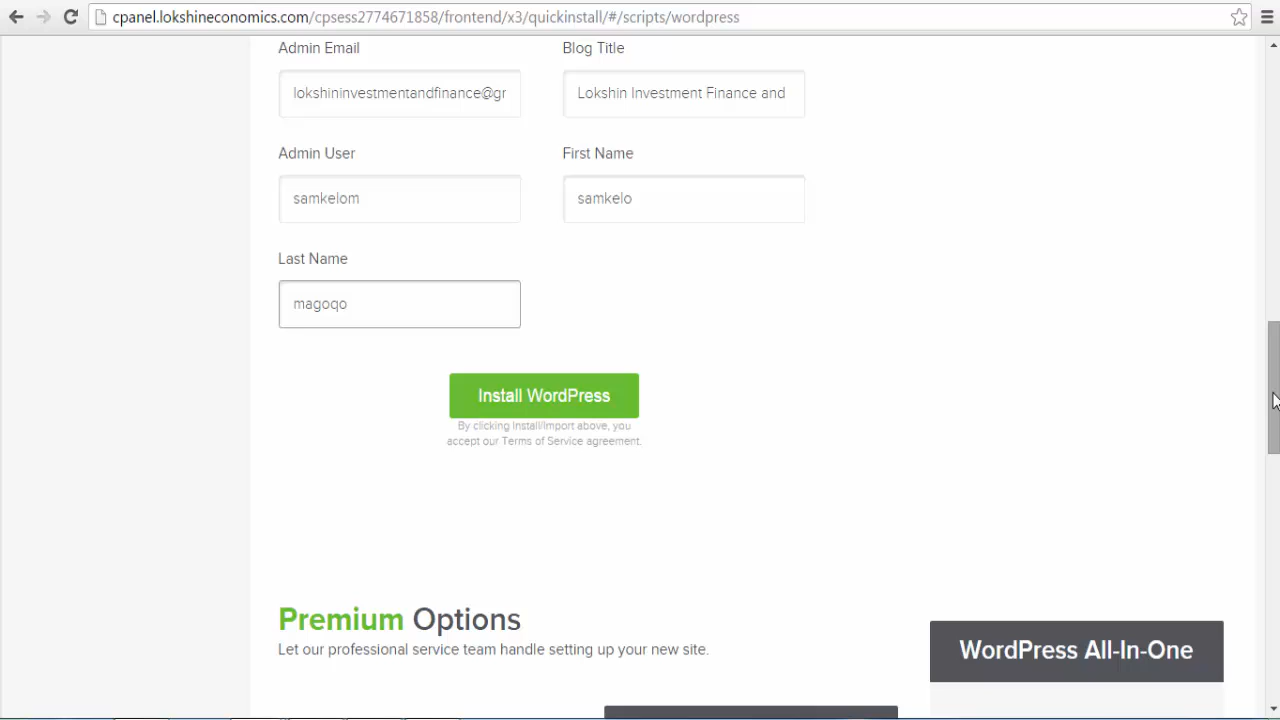 cpanel.lokshineconomics.com/cpsess2774671858/frontend/x3/quickinstall/#/scripts/wordpress
Admin Email
Blog Title
lokshininvestmentandfinance@gr
Lokshin Investment Finance and
Admin User
First Name
samkelom
samkelo
Last Name
magoqo
Install WordPress
By clicking Install/Import above, you
accept our Terms of Service agreement.
Premium Options
Let our professional service team handle setting up your new site.
WordPress All-In-One